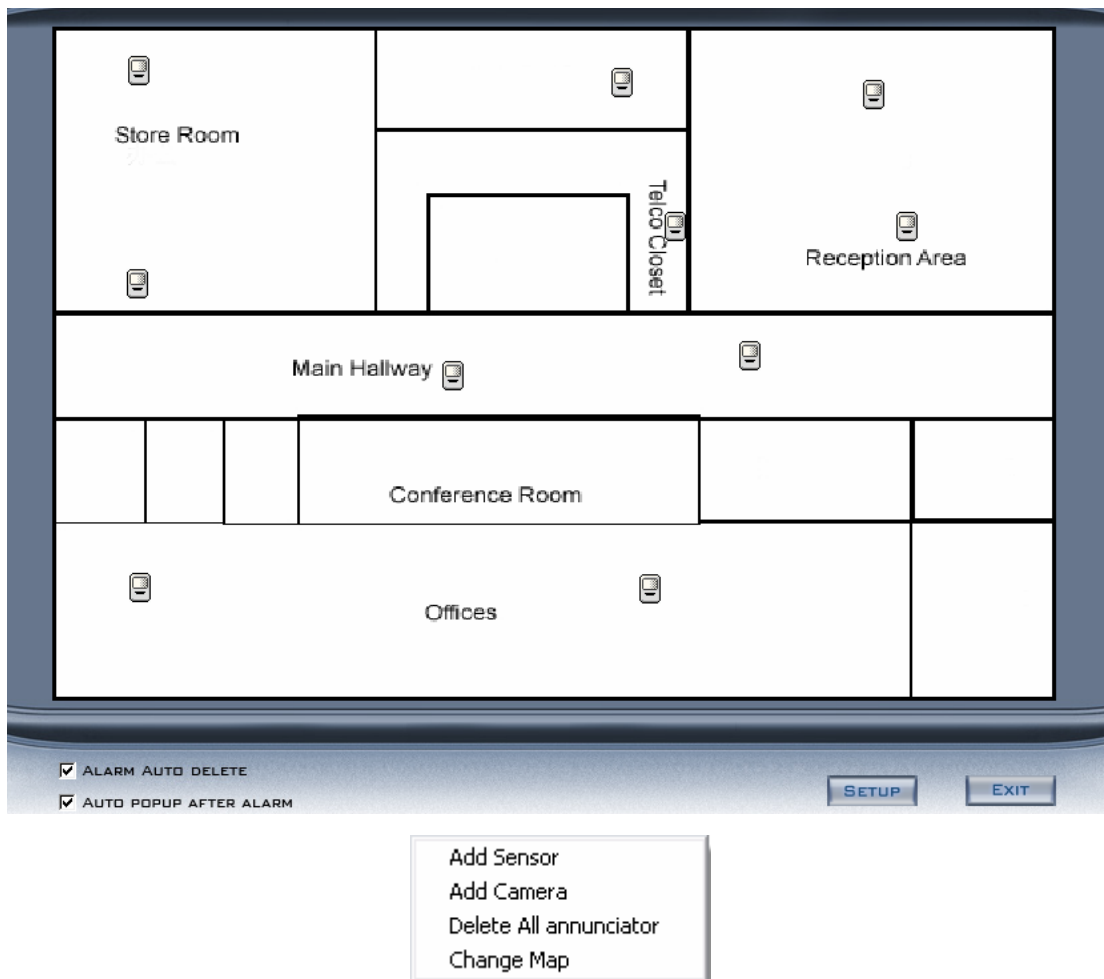 Store Room
Telco Closet
Reception Area
Main Hallway
Conference Room
Offices
ALARM AUTO DELETE
AUTO POPUP AFTER ALARM
SETUP
EXIT
Add Sensor
Add Camera
Delete All annunciator
Change Map